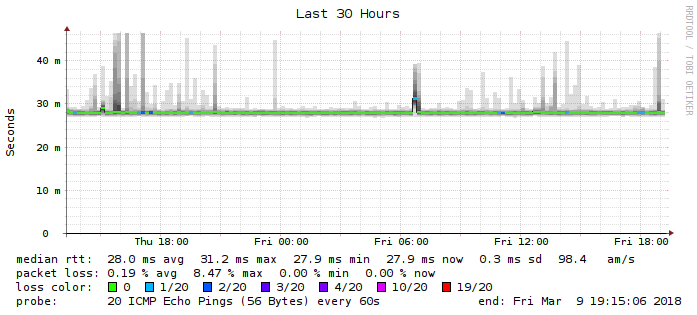 Last 30 Hours
RRDTOOL / TOBI OETIKER
Seconds
40 m
30 m
20 m
10 m
0
Thu 18:00 Fri 00:00 Fri 06:00 Fri 12:00 Fri 18:00
median rtt: 28.0 ms avg 31.2 ms max 27.9 ms min 27.9 ms now 0.3 ms sd 98.4 am/s
packet loss: 0.19 % avg 8.47 % max 0.00 % min 0.00 % now
loss color: 0 1/20 2/20 3/20 4/20 10/20 19/20
probe: 20 ICMP Echo Pings (56 Bytes) every 60s end: Fri Mar 9 19:15:06 2018